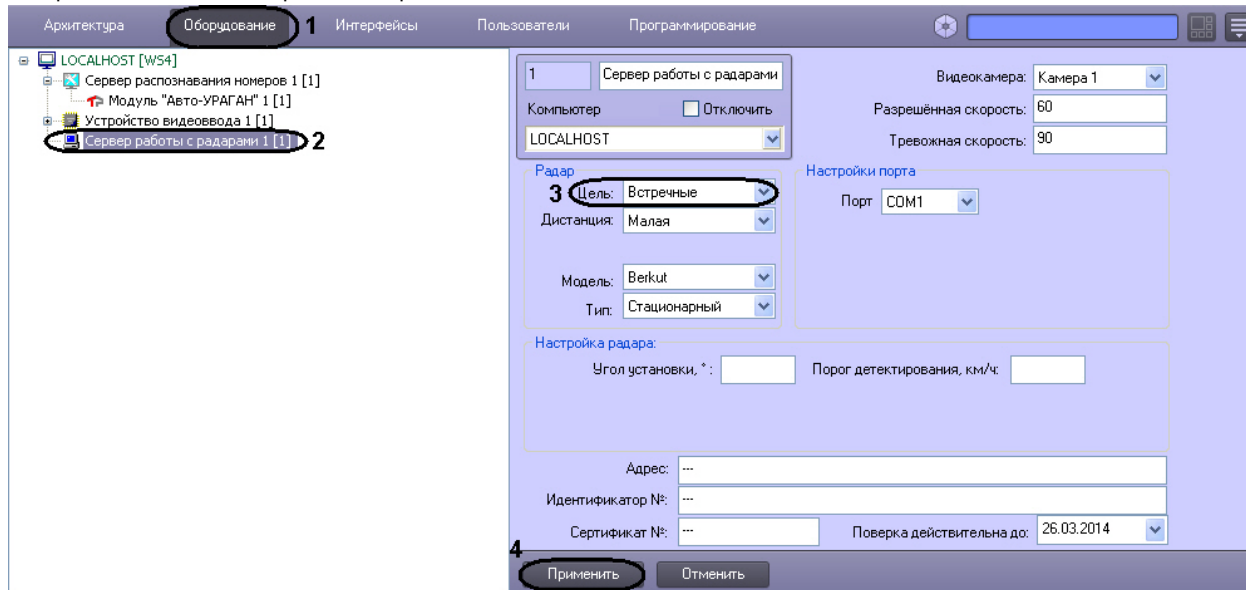 Архитектура Оборудование 1 Интерфейсы Пользователи Программирование
LOCALHOST [WS4]
Сервер распознавания номеров 1 [1]
Модуль "Авто-УРАГАН" 1 [1]
Устройство видеоввода 1 [1]
Сервер работы с радарами 1 [1] 2
1 Сервер работы с радарами
Компьютер Отключить
LOCALHOST
Видеокамера: Камера 1
Разрешённая скорость: 60
Тревожная скорость: 90
Радар
3 Цель: Встречные
Дистанция: Малая
Модель: Berkut
Тип: Стационарный
Настройки порта
Порт COM1
Настройка радара:
Угол установки, ° : Порог детектирования, км/ч:
Адрес: ---
Идентификатор №: ---
Сертификат №: --- Поверка действительна до: 26.03.2014
4 Применить Отменить